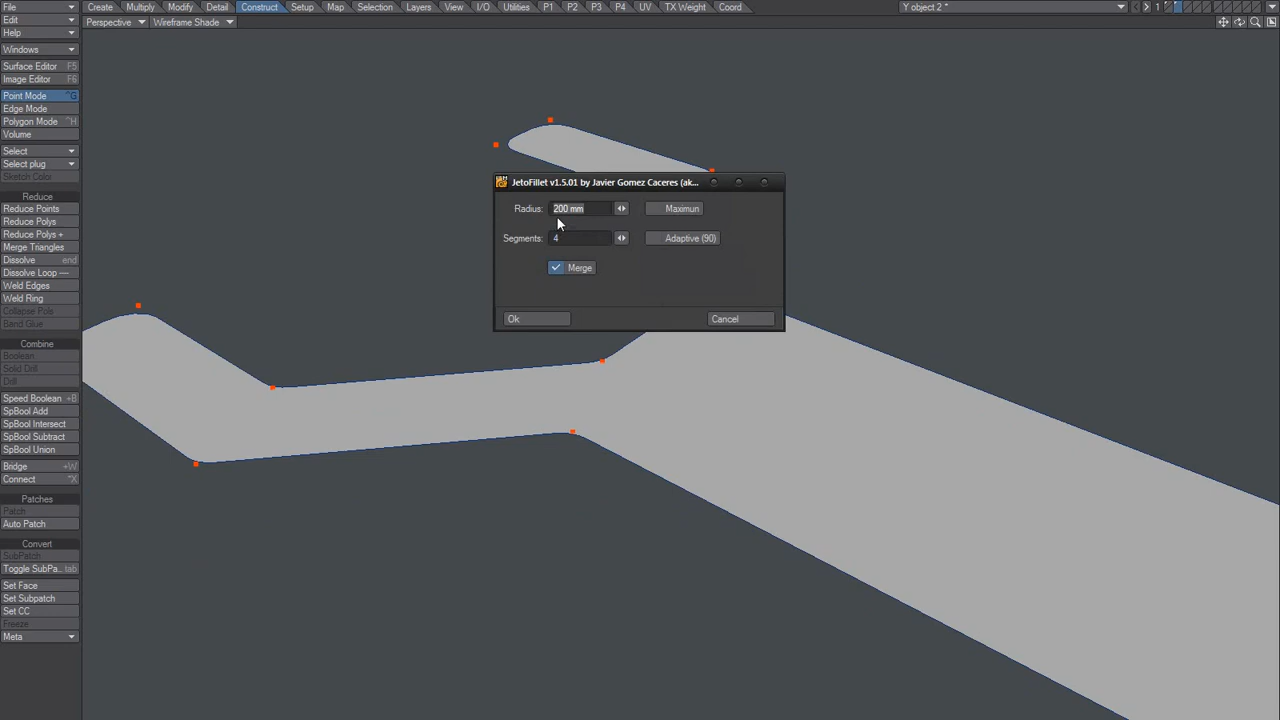 File
Create Multiply Modify Detail Construct Setup Map Selection Layers View I/O Utilities P1 P2 P3 P4 UV TX Weight Coord Y object 2 * 1
Edit
Perspective Wireframe Shade
Help
Windows
Surface Editor F5
Image Editor F6
Point Mode ^G
Edge Mode
Polygon Mode ^H
Volume
Select
Select plug
Sketch Color
Reduce
Reduce Points
Reduce Polys
Reduce Polys +
Merge Triangles
Dissolve
Dissolve Loop
Weld Edges
Weld Ring
Collapse Pols
Band Glue
Combine
Boolean
Solid Drill
Drill
Speed Boolean +B
SpBool Add
SpBool Intersect
SpBool Subtract
SpBool Union
Bridge +W
Connect ^X
Patches
Patch
Auto Patch
Convert
SubPatch
Toggle SubPa... tab
Set Face
Set Subpatch
Set CC
Freeze
Meta
JetoFillet v1.5.01 by Javier Gomez Caceres (ak...
Radius: 200 mm Maximun
Segments: 4 Adaptive (90)
Merge
Ok Cancel